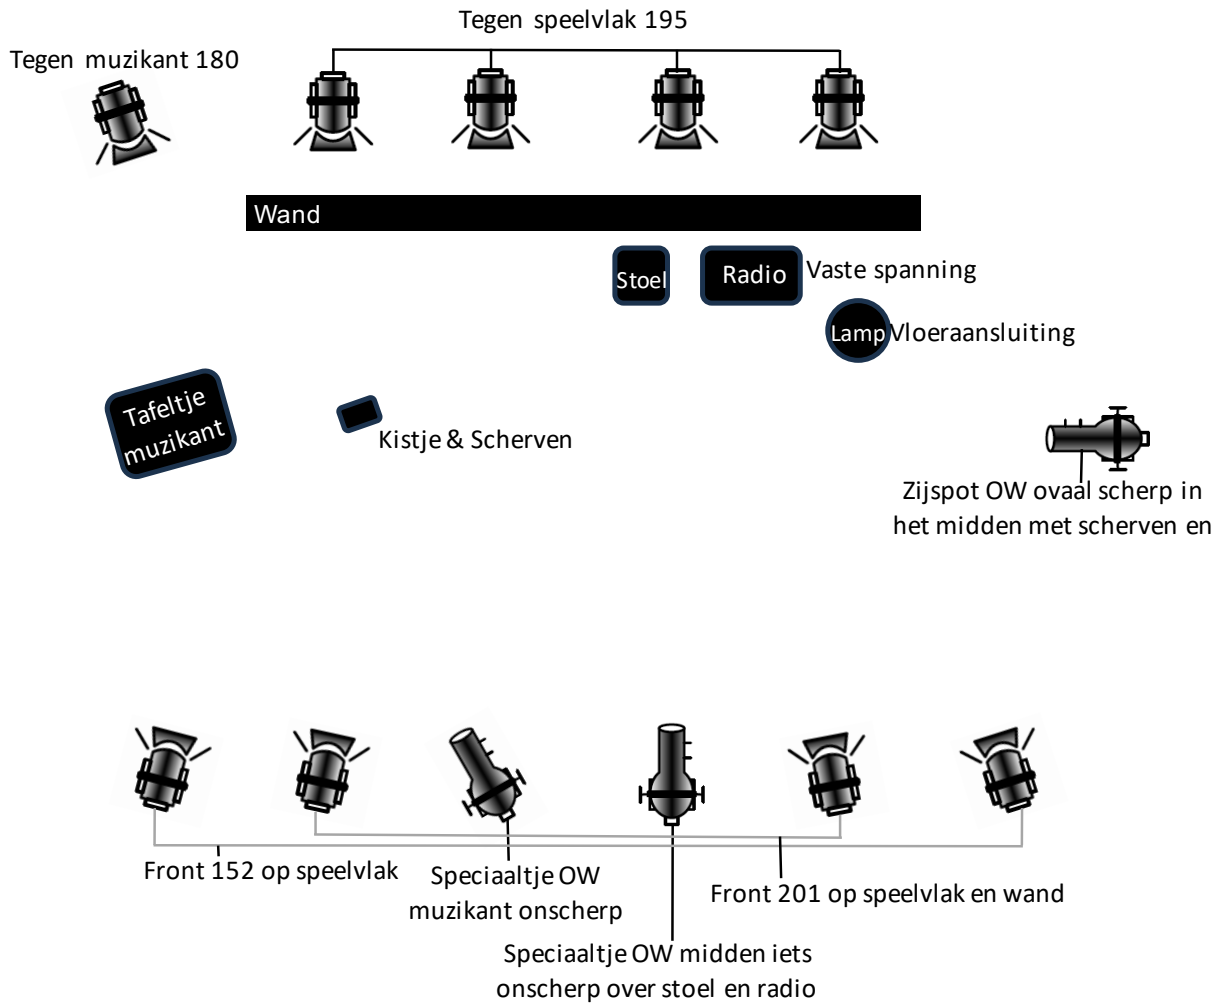 Tegen speelvlak 195
Tegen muzikant 180
Wand
Stoel
Radio
Vaste spanning
Lamp
Vloeraansluiting
Tafeltje
muzikant
Kistje & Scherven
Zijspot OW ovaal scherp in
het midden met scherven en
Front 152 op speelvlak
Speciaaltje OW
muzikant onscherp
Front 201 op speelvlak en wand
Speciaaltje OW midden iets
onscherp over stoel en radio